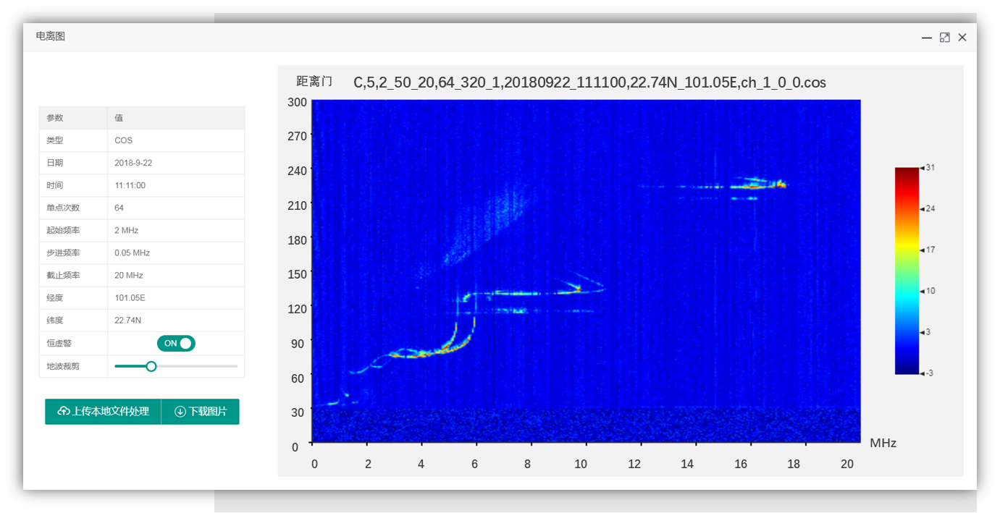 电离图
参数 值
类型 COS
日期 2018-9-22
时间 11:11:00
单点次数 64
起始频率 2 MHz
步进频率 0.05 MHz
截止频率 20 MHz
经度 101.05E
纬度 22.74N
恒虚警 ON
地波裁剪
上传本地文件处理 下载图片
距离门 C,5,2_50_20,64_320_1,20180922_111100,22.74N_101.05E,ch_1_0_0.cos
300
270
240
210
180
150
120
90
60
30
0
0 2 4 6 8 10 12 14 16 18 20
MHz
31
24
17
10
3
-3